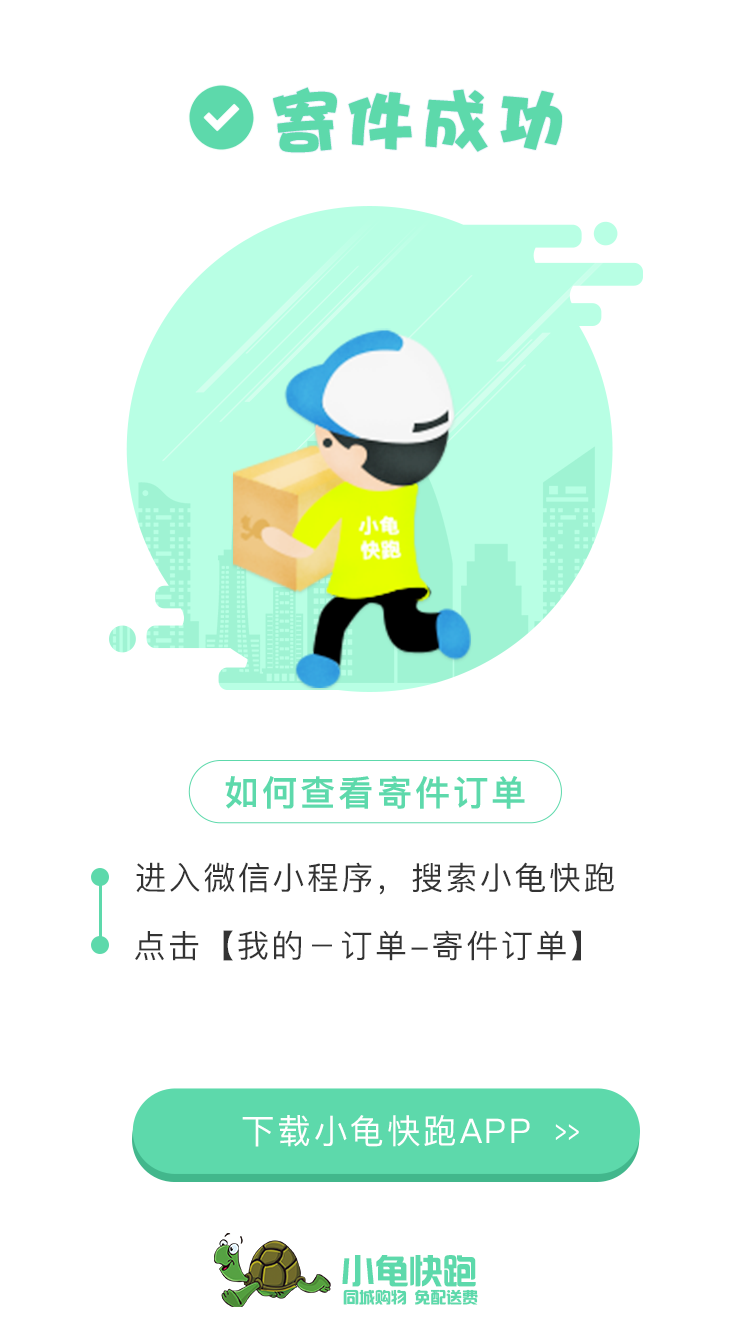 寄件成功
小龟
快跑
如何查看寄件订单
进入微信小程序，搜索小龟快跑
点击【我的－订单–寄件订单】
下载小龟快跑APP >>
小龟快跑
同城购物 免配送费